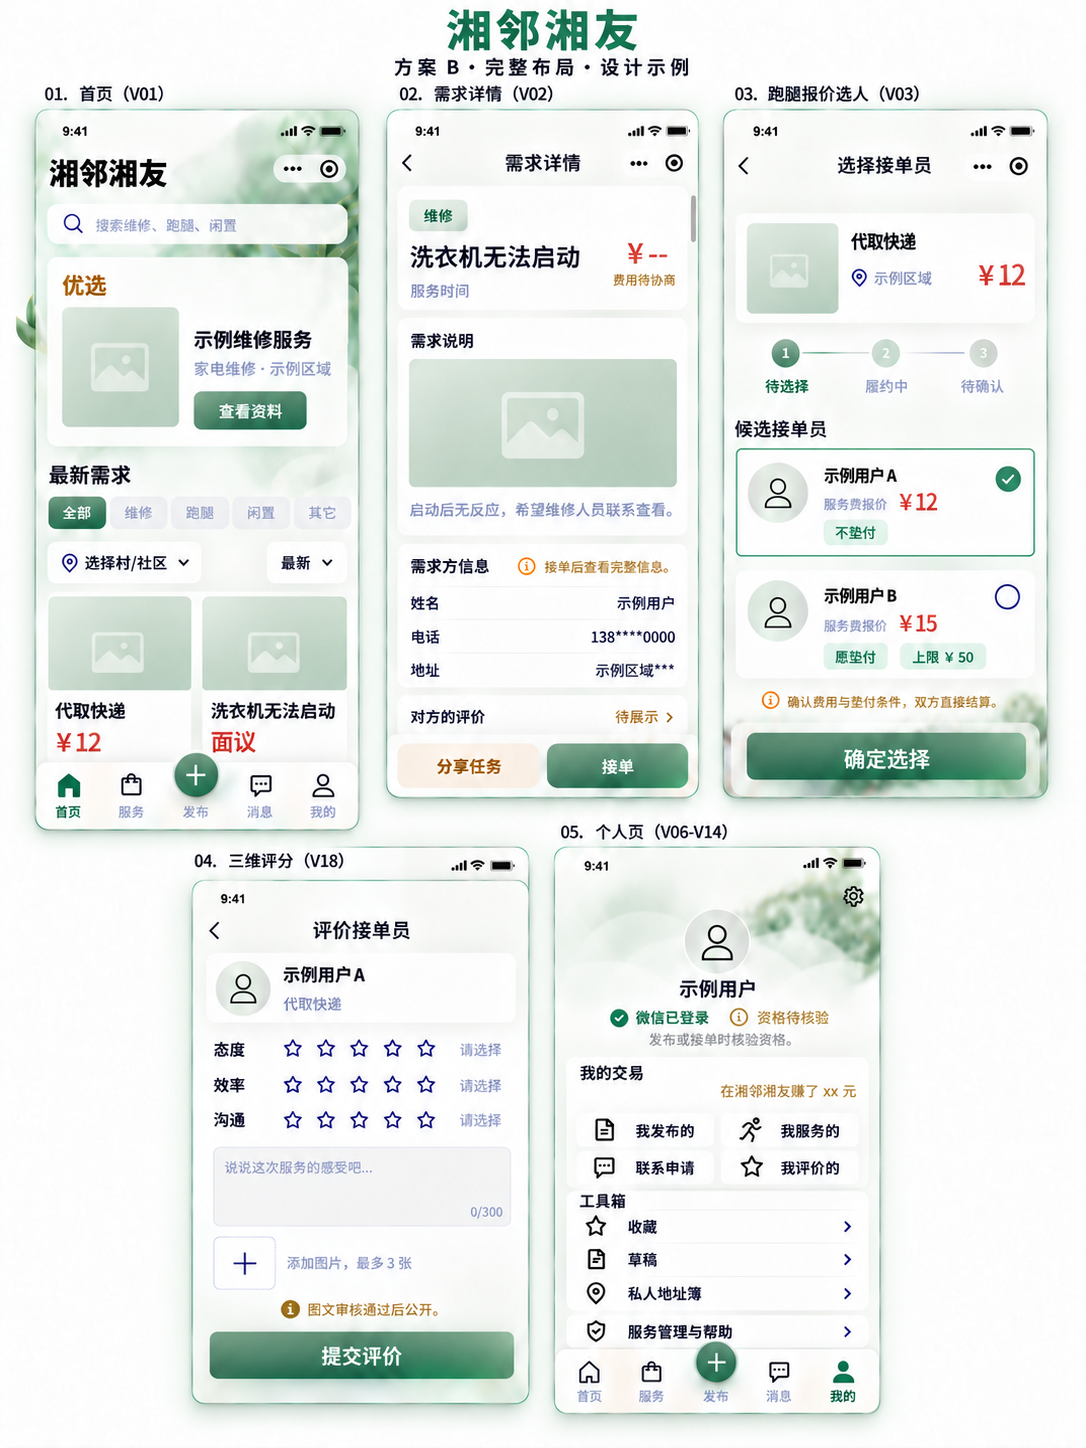 湘邻湘友
方案 B · 完整布局 · 设计示例
01. 首页（V01）
9:41
湘邻湘友
搜索维修、跑腿、闲置
优选
示例维修服务
家电维修 · 示例区域
查看资料
最新需求
全部 维修 跑腿 闲置 其它
选择村/社区 最新
代取快递
¥12
洗衣机无法启动
面议
首页 服务 发布 消息 我的
02. 需求详情（V02）
9:41
需求详情
维修
洗衣机无法启动
¥--
服务时间
费用待协商
需求说明
启动后无反应，希望维修人员联系查看。
需求方信息 接单后查看完整信息。
姓名 示例用户
电话 138****0000
地址 示例区域***
对方的评价 待展示
分享任务 接单
03. 跑腿报价选人（V03）
9:41
选择接单员
代取快递
示例区域 ¥12
1 2 3
待选择 履约中 待确认
候选接单员
示例用户A
服务费报价 ¥12
不垫付
示例用户B
服务费报价 ¥15
愿垫付 上限 ¥ 50
确认费用与垫付条件，双方直接结算。
确定选择
04. 三维评分（V18）
9:41
评价接单员
示例用户A
代取快递
态度 请选择
效率 请选择
沟通 请选择
说说这次服务的感受吧...
0/300
添加图片，最多 3 张
图文审核通过后公开。
提交评价
05. 个人页（V06-V14）
9:41
示例用户
微信已登录 资格待核验
发布或接单时核验资格。
我的交易
在湘邻湘友赚了 xx 元
我发布的 我服务的
联系申请 我评价的
工具箱
收藏
草稿
私人地址簿
服务管理与帮助
首页 服务 发布 消息 我的